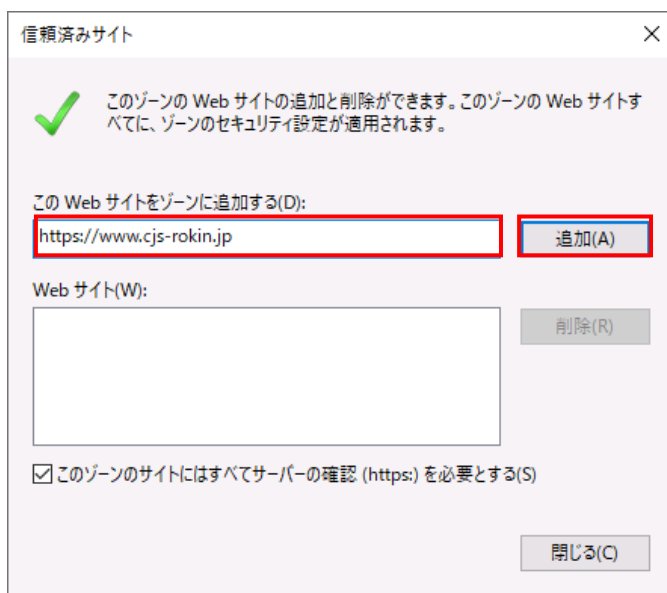 信頼済みサイト
このゾーンの Web サイトの追加と削除ができます。このゾーンの Web サイトす
べてに、ゾーンのセキュリティ設定が適用されます。
この Web サイトをゾーンに追加する(D):
https://www.cjs-rokin.jp
追加(A)
Web サイト(W):
削除(R)
このゾーンのサイトにはすべてサーバーの確認 (https:) を必要とする(S)
閉じる(C)